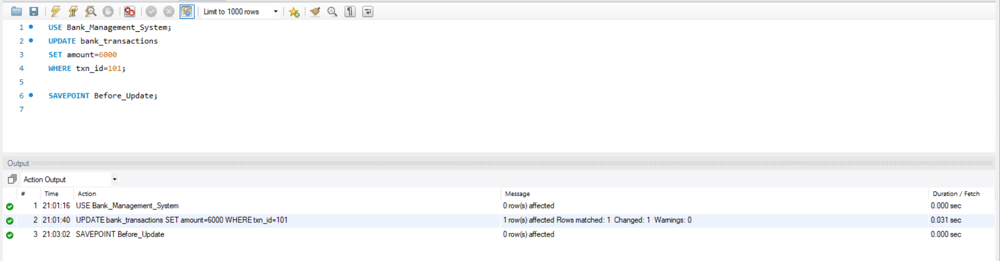 Limit to 1000 rows
1 USE Bank_Management_System;
2 UPDATE bank_transactions
3 SET amount=6000
4 WHERE txn_id=101;
5
6 SAVEPOINT Before_Update;
7
Output
Action Output
# Time Action Message Duration / Fetch
1 21:01:16 USE Bank_Management_System 0 row(s) affected 0.000 sec
2 21:01:40 UPDATE bank_transactions SET amount=6000 WHERE txn_id=101 1 row(s) affected Rows matched: 1 Changed: 1 Warnings: 0 0.031 sec
3 21:03:02 SAVEPOINT Before_Update 0 row(s) affected 0.000 sec